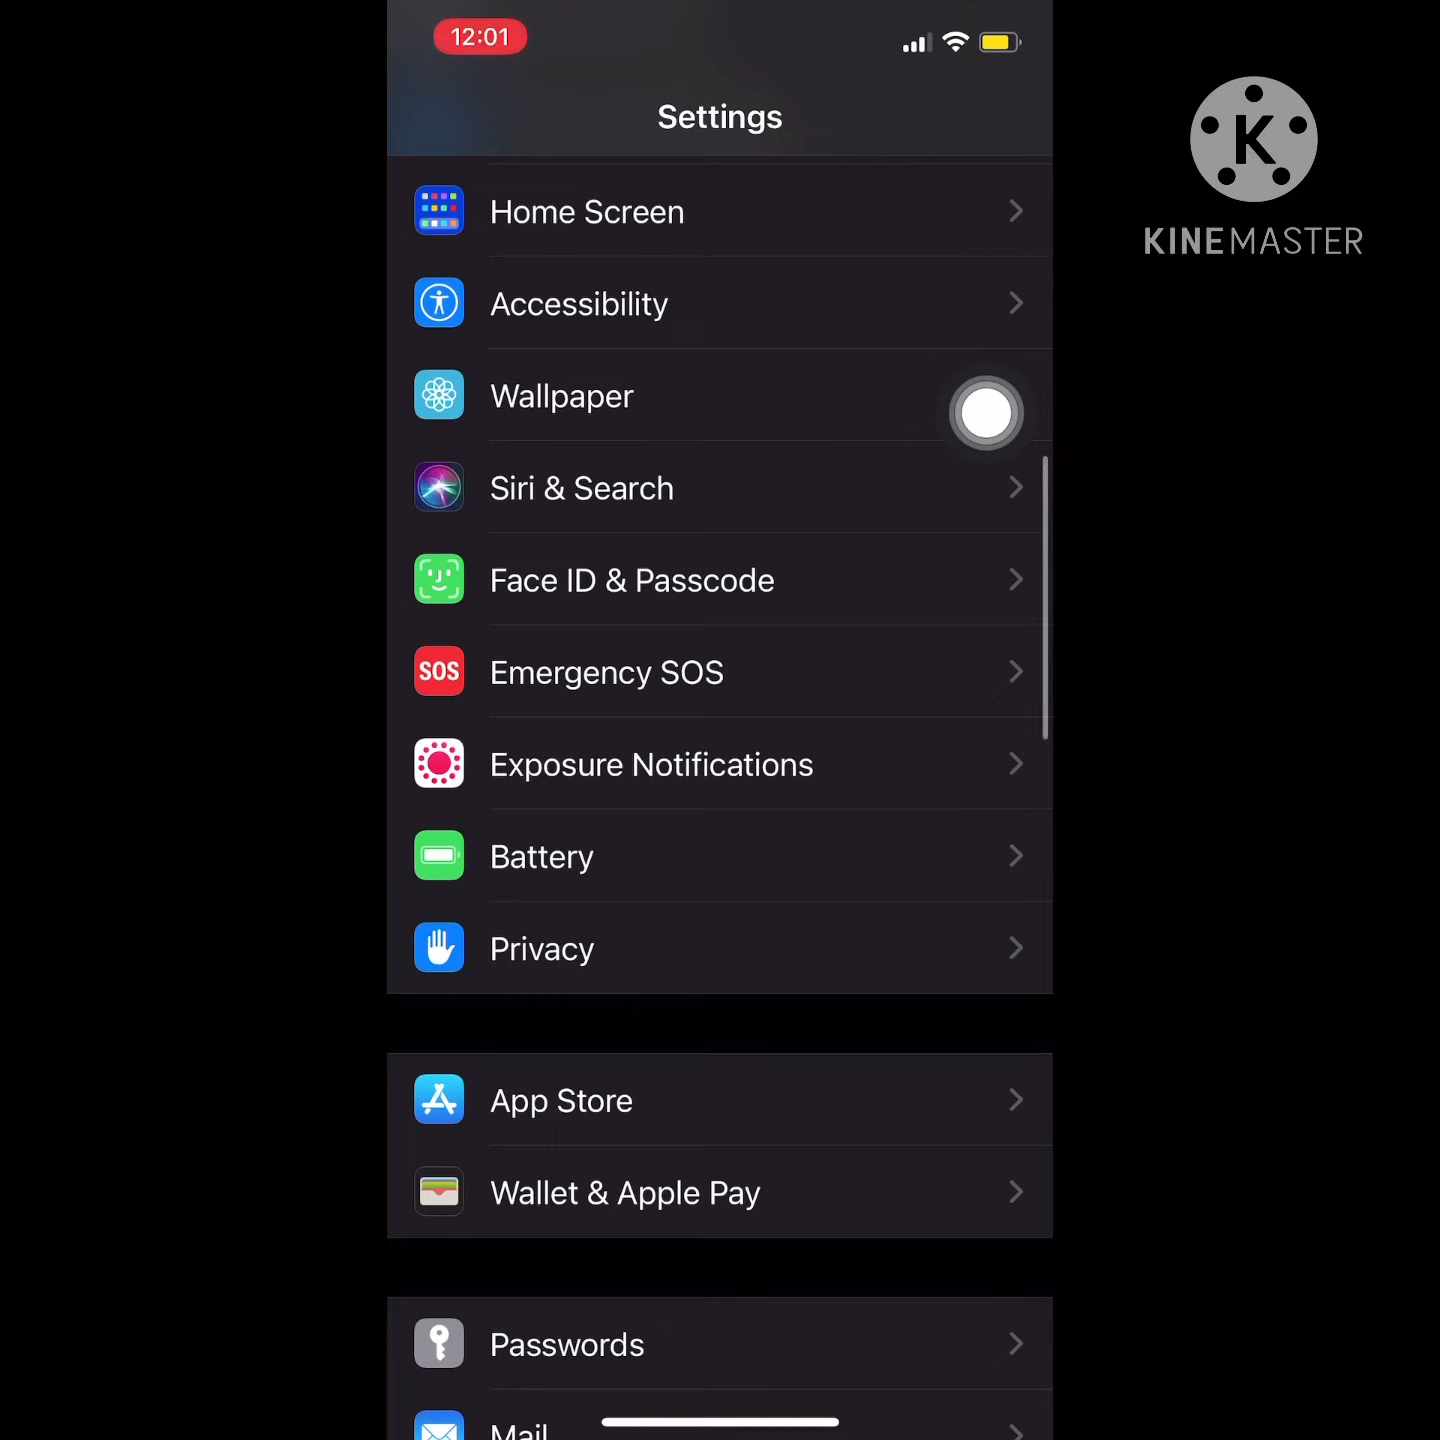 12:01
Settings
K
KINEMASTER
Home Screen
Accessibility
Wallpaper
Siri & Search
Face ID & Passcode
SOS
Emergency SOS
Exposure Notifications
Battery
Privacy
App Store
Wallet & Apple Pay
Passwords
Mail